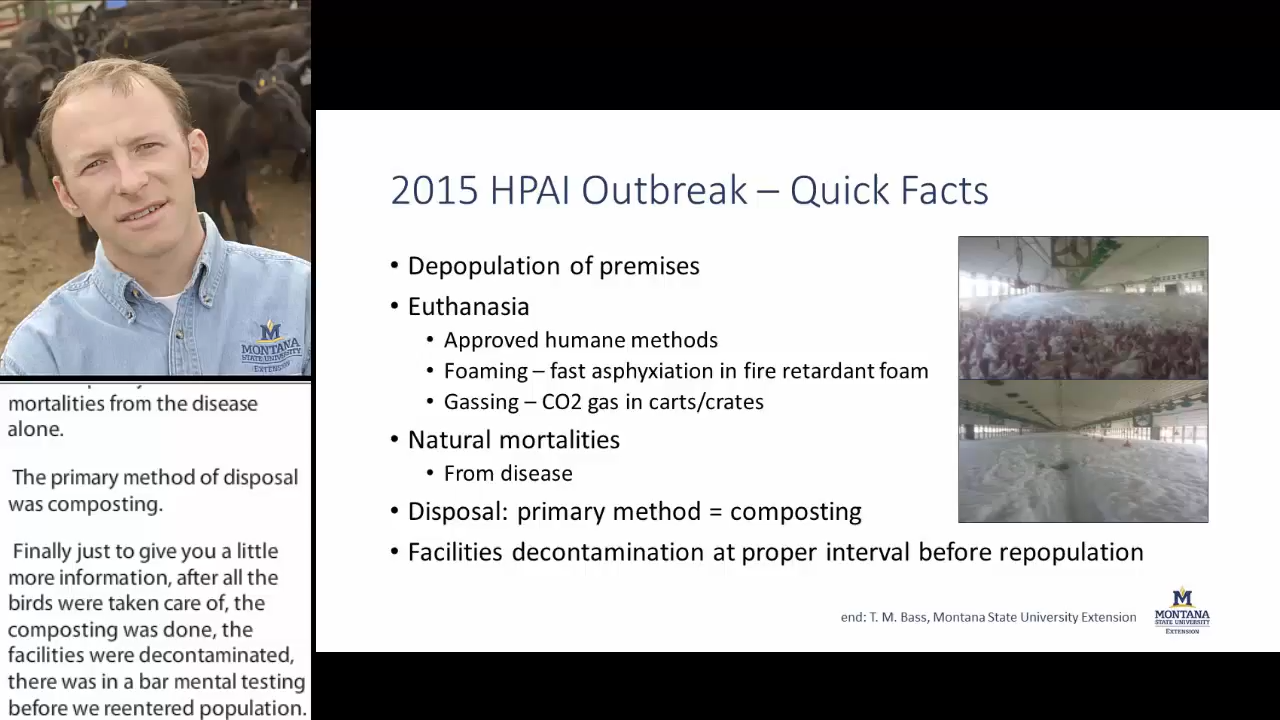 MONTANA
STATE UNIVERSITY
EXTENSION
mortalities from the disease
alone.
The primary method of disposal
was composting.
Finally just to give you a little
more information, after all the
birds were taken care of, the
composting was done, the
facilities were decontaminated,
there was in a bar mental testing
before we reentered population.
2015 HPAI Outbreak – Quick Facts
• Depopulation of premises
• Euthanasia
• Approved humane methods
• Foaming – fast asphyxiation in fire retardant foam
• Gassing – CO2 gas in carts/crates
• Natural mortalities
• From disease
• Disposal: primary method = composting
• Facilities decontamination at proper interval before repopulation
end: T. M. Bass, Montana State University Extension
M
MONTANA
STATE UNIVERSITY
EXTENSION